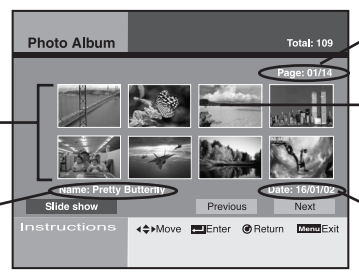 Photo Album
Total: 109
Page: 01/14
Name: Pretty Butterfly
Date: 16/01/02
Slide show
Previous
Next
Instructions
Move Enter Return Menu Exit